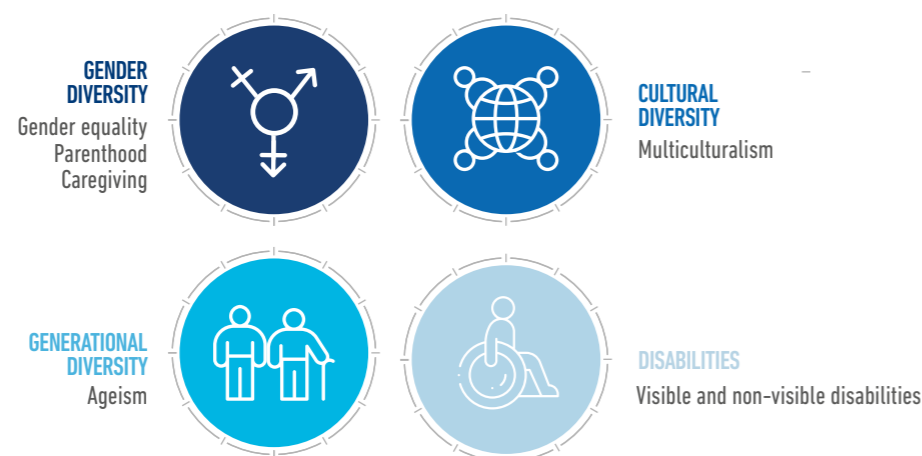 GENDER
DIVERSITY
Gender equality
Parenthood
Caregiving
CULTURAL
DIVERSITY
Multiculturalism
GENERATIONAL
DIVERSITY
Ageism
DISABILITIES
Visible and non-visible disabilities